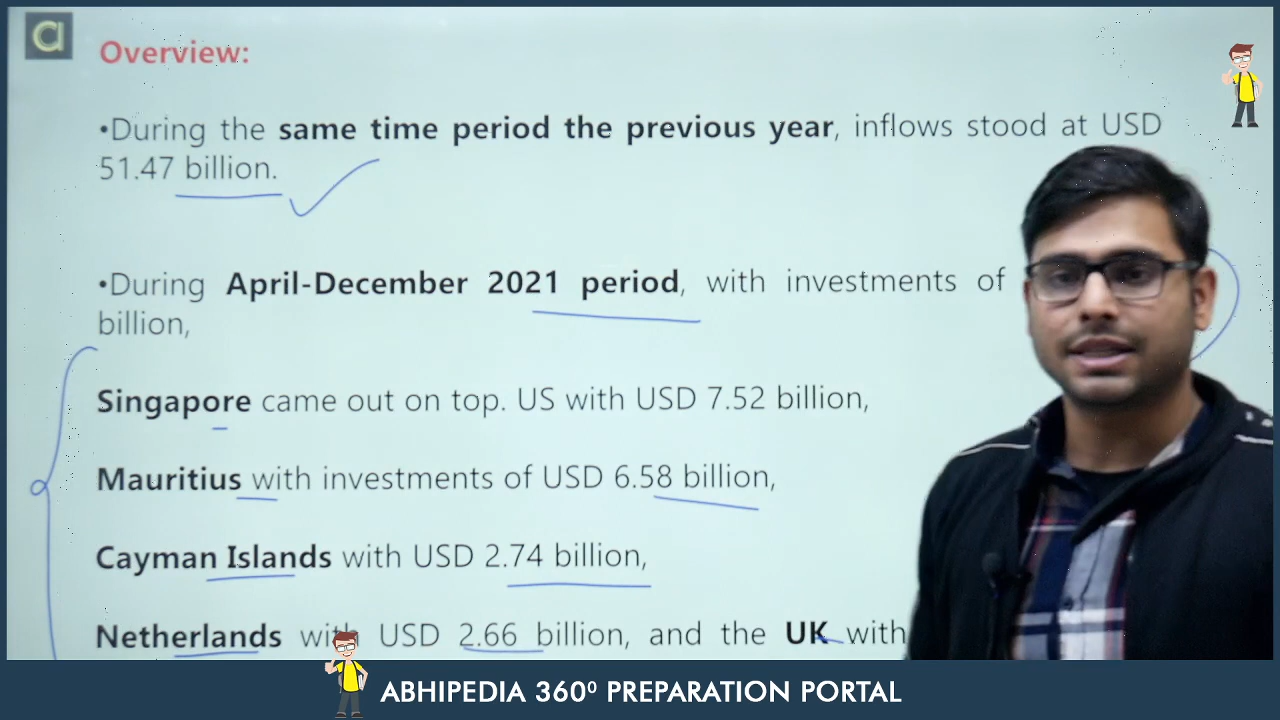 a
Overview:
•During the same time period the previous year, inflows stood at USD
51.47 billion.
•During April-December 2021 period, with investments of
billion,
Singapore came out on top. US with USD 7.52 billion,
Mauritius with investments of USD 6.58 billion,
Cayman Islands with USD 2.74 billion,
Netherlands with USD 2.66 billion, and the UK with
ABHIPEDIA 360⁰ PREPARATION PORTAL